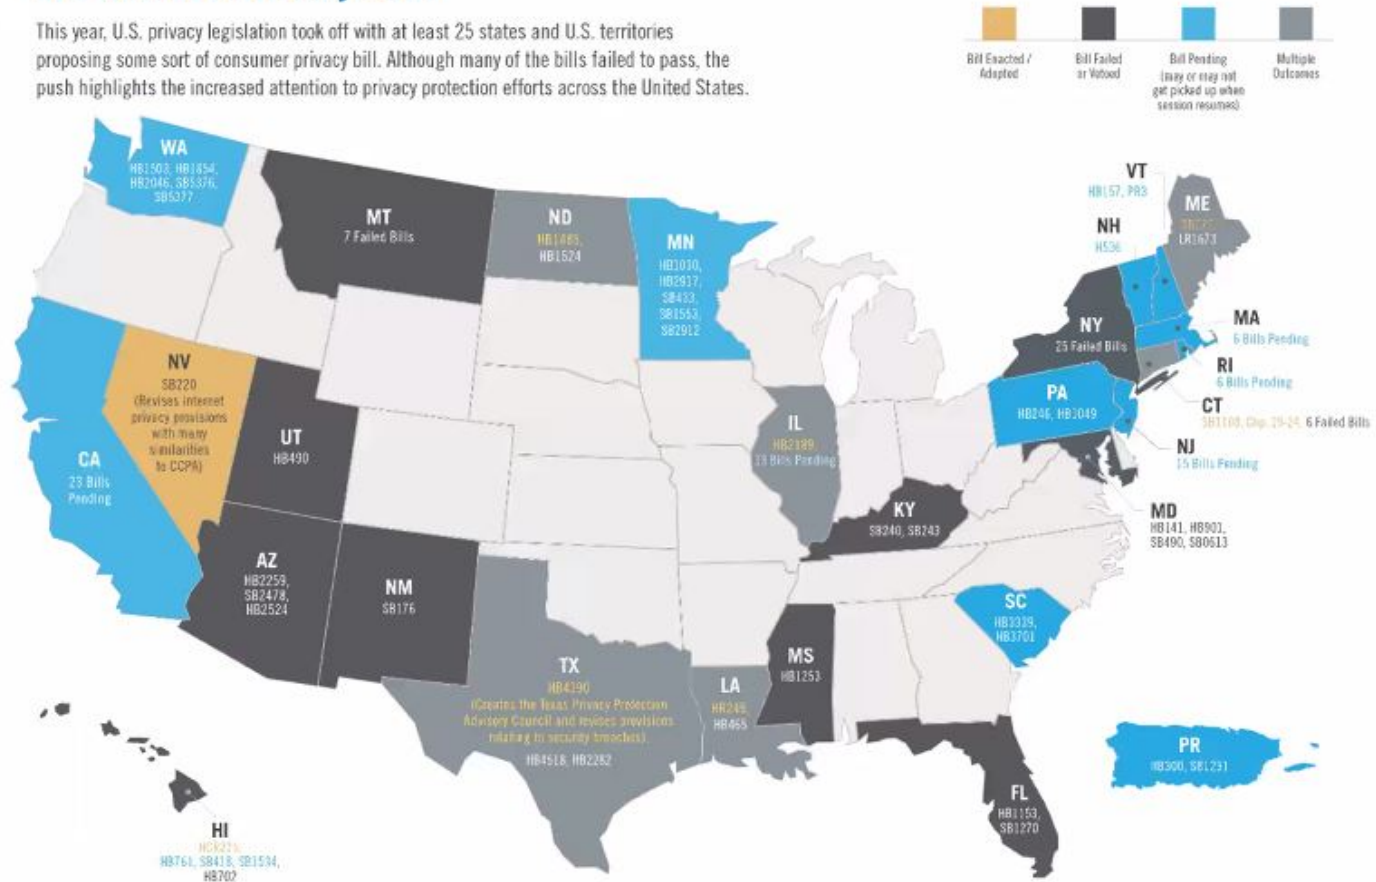 This year, U.S. privacy legislation took off with at least 25 states and U.S. territories
proposing some sort of consumer privacy bill. Although many of the bills failed to pass, the
push highlights the increased attention to privacy protection efforts across the United States.
Bill Enacted /
Adopted
Bill Failed
or Vetoed
Bill Pending
(may or may not
get picked up when
session resumes)
Multiple
Outcomes
WA
HB1503, HB1854,
HB2046, SB5376,
SB5377
MT
7 Failed Bills
ND
HB1485,
HB1524
MN
HB1030,
HB2917,
SB433,
SB1553,
SB2912
VT
HB157, PR3
NH
H536
ME
LR1673
NY
25 Failed Bills
MA
6 Bills Pending
RI
6 Bills Pending
CT
6 Failed Bills
NJ
15 Bills Pending
PA
HB246, HB1049
MD
HB141, HB901,
SB490, SB0613
NV
SB220
(Revises internet
privacy provisions
with many
similarities
to CCPA)
UT
HB490
CA
23 Bills
Pending
IL
HB2189,
13 Bills Pending
KY
SB240, SB243
AZ
HB2259,
SB2478,
HB2524
NM
SB176
SC
HB3339,
HB3701
TX
HB4390
(Creates the Texas Privacy Protection
Advisory Council and revises provisions
relating to security breaches),
HB4518, HB2282
LA
HR249,
HB465
MS
HB1253
FL
HB1153,
SB1270
PR
HB300, SB1231
HI
HB761, SB418, SB1534,
HB702